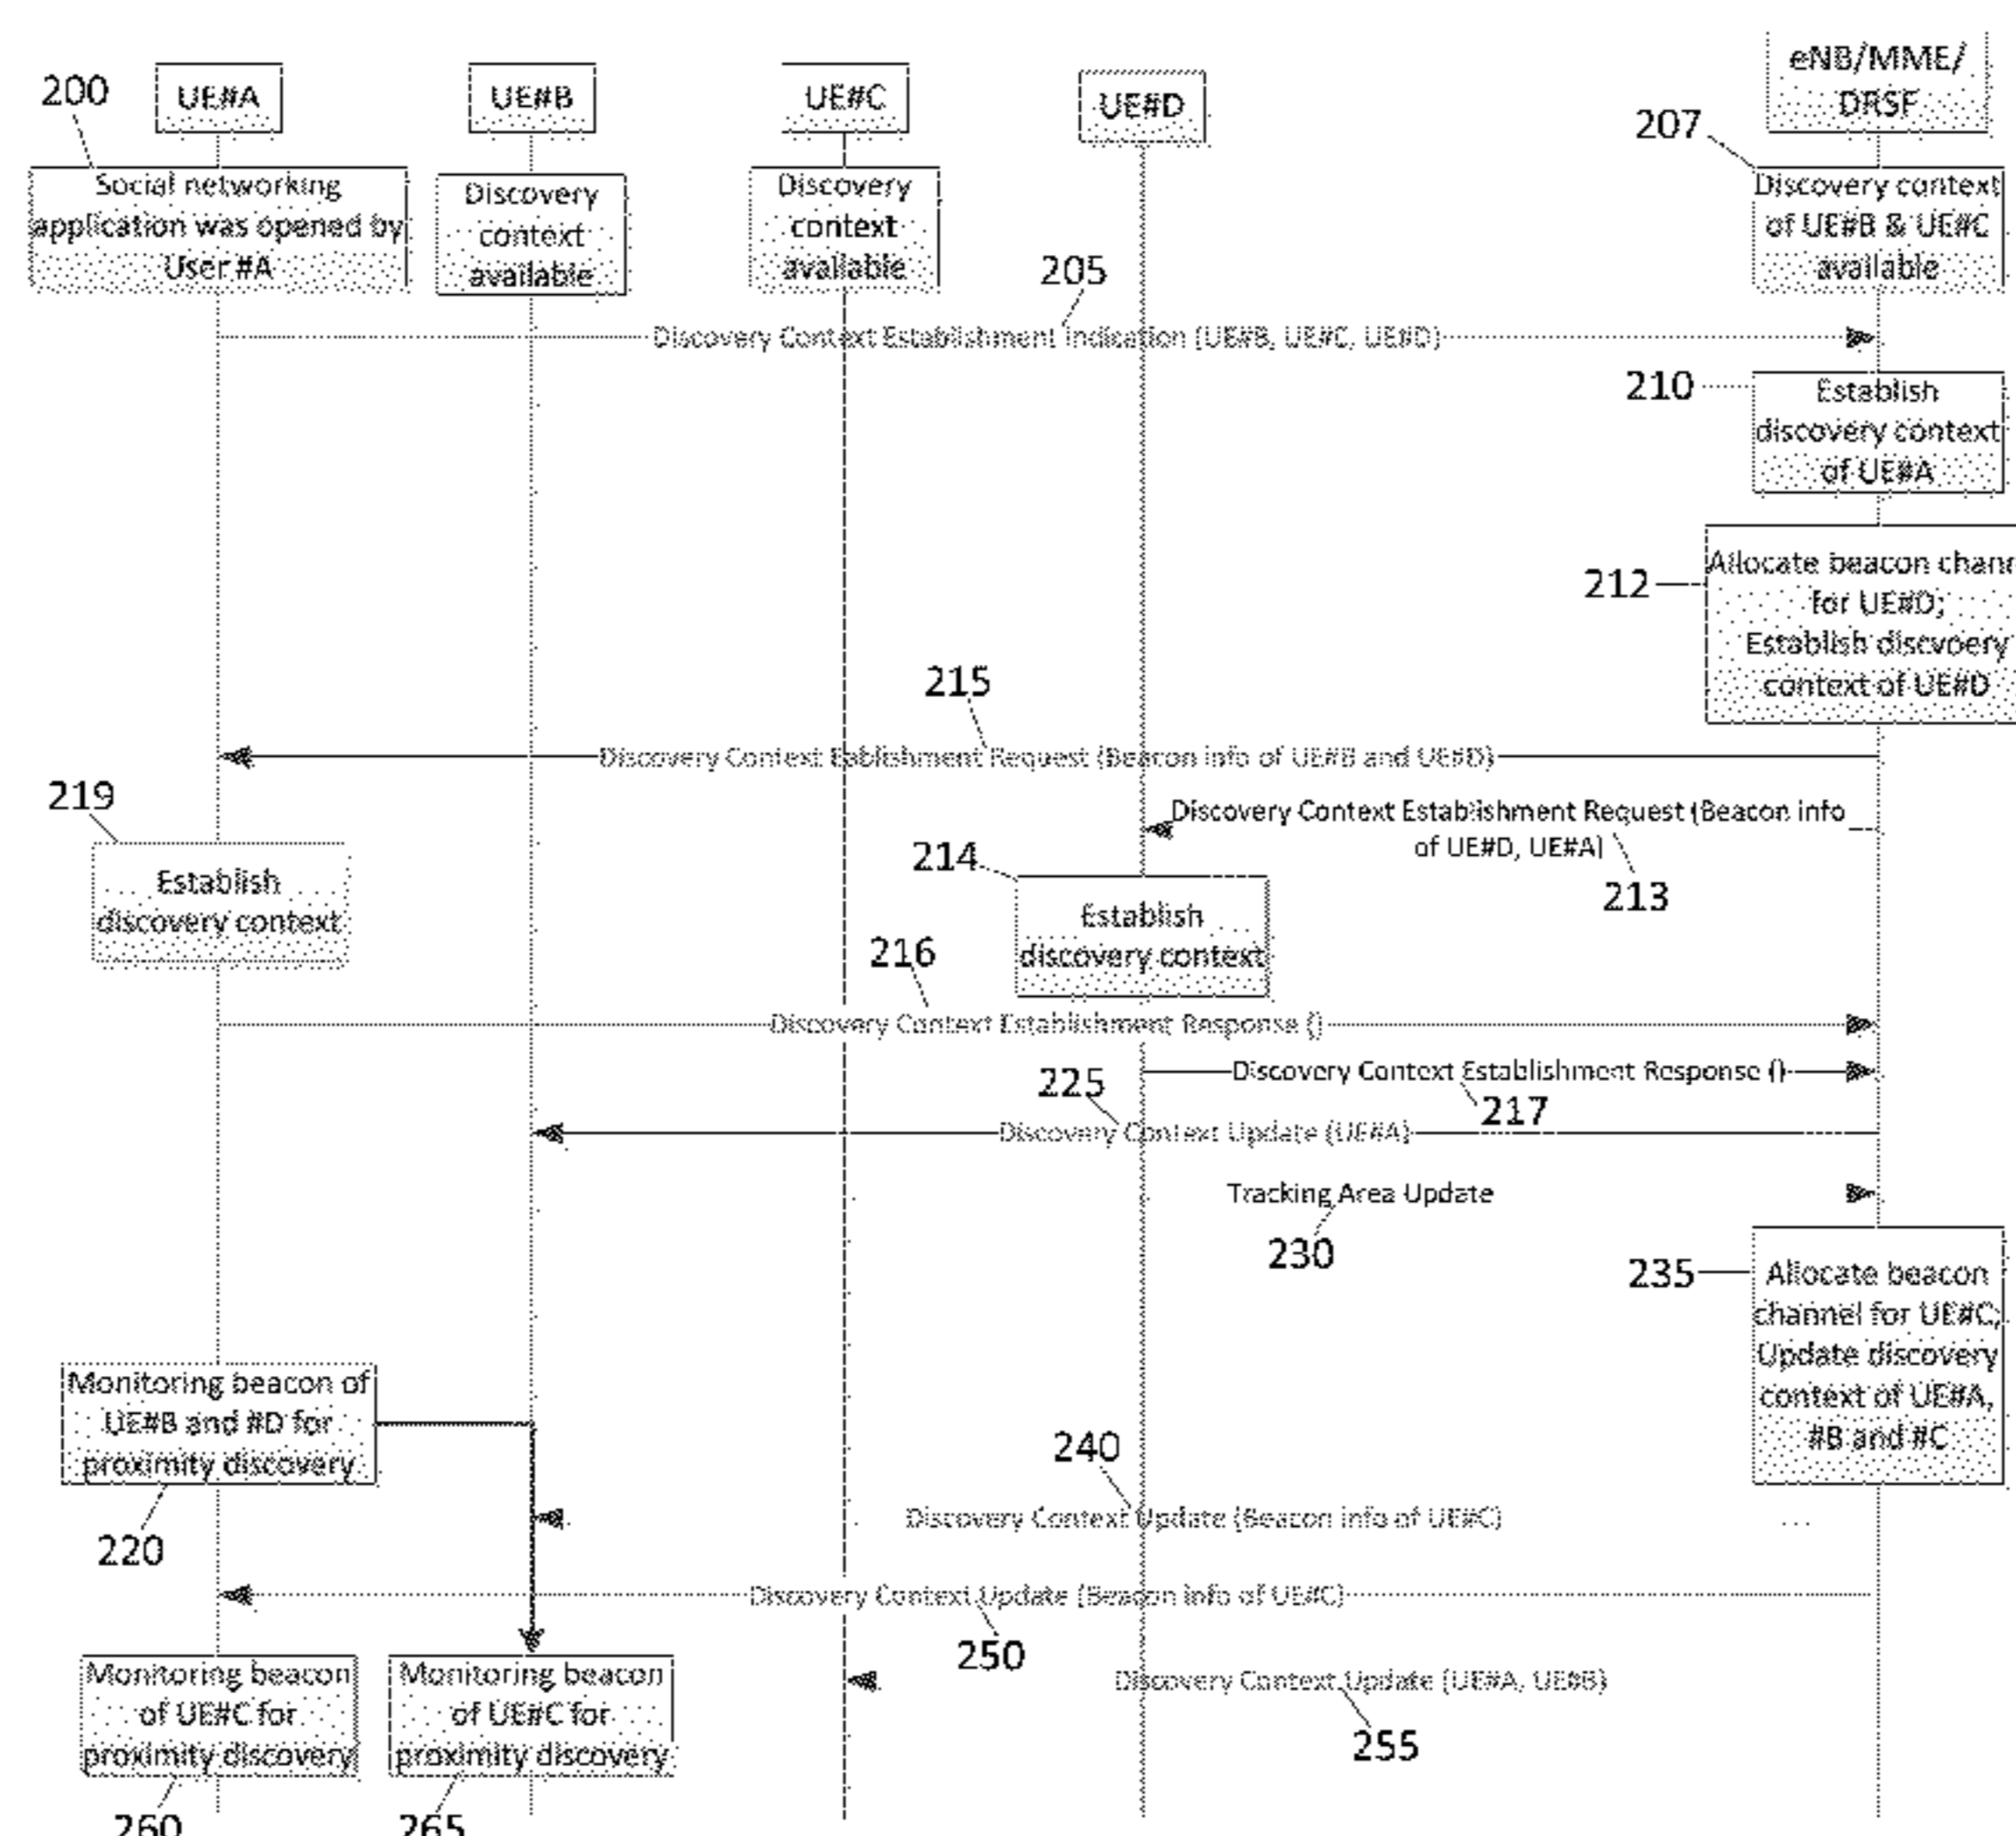 200
UE#A
UE#B
UE#C
UE#D
eNB/MME/
DRSF
207
Social networking
application was opened by
User #A
Discovery
context
available
Discovery
context
available
Discovery context
of UE#B & UE#C
available
205
Discovery Context Establishment Indication (UE#B, UE#C, UE#D)
210
Establish
discovery context
of UE#A
212
Allocate beacon chann
for UE#D;
Establish discvoery
context of UE#D
215
Discovery Context Eablishment Request (Beacon info of UE#B and UE#D)
219
Discovery Context Establishment Request (Beacon info
of UE#D, UE#A)
213
214
Establish
discovery context
Establish
discovery context
216
Discovery Context Establishment Response ()
225
Discovery Context Establishment Response ()
217
Discovery Context Update (UE#A)
Tracking Area Update
230
235
Allocate beacon
channel for UE#C;
Update discovery
context of UE#A,
#B and #C
Monitoring beacon of
UE#B and #D for
proximity discovery
220
240
Discovery Context Update (Beacon info of UE#C)
Discovery Context Update (Beacon info of UE#C)
250
Discovery Context Update (UE#A, UE#B)
255
Monitoring beacon
of UE#C for
proximity discovery
Monitoring beacon
of UE#C for
proximity discovery
260
265